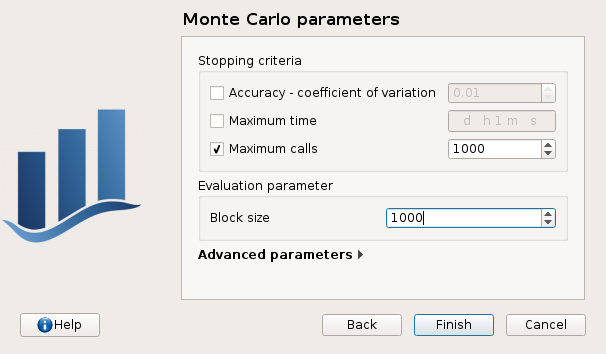 Monte Carlo parameters
Stopping criteria
Accuracy - coefficient of variation 0.01
Maximum time d h 1 m s
Maximum calls 1000
Evaluation parameter
Block size 1000
Advanced parameters
Help Back Finish Cancel